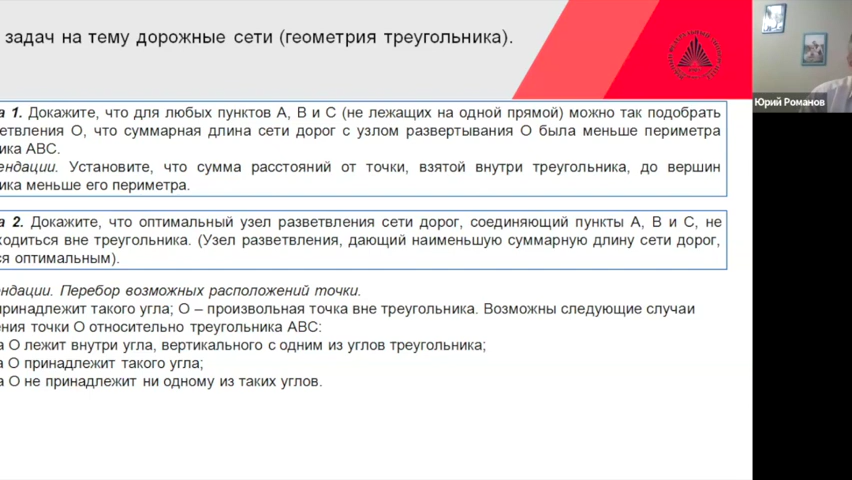 задач на тему дорожные сети (геометрия треугольника).
а 1. Докажите, что для любых пунктов А, В и С (не лежащих на одной прямой) можно так подобрать
етвления О, что суммарная длина сети дорог с узлом развертывания О была меньше периметра
ика АВС.
ендации. Установите, что сумма расстояний от точки, взятой внутри треугольника, до вершин
ика меньше его периметра.
а 2. Докажите, что оптимальный узел разветвления сети дорог, соединяющий пункты А, В и С, не
ходиться вне треугольника. (Узел разветвления, дающий наименьшую суммарную длину сети дорог,
ся оптимальным).
ндации. Перебор возможных расположений точки.
принадлежит такого угла; О – произвольная точка вне треугольника. Возможны следующие случаи
ния точки О относительно треугольника АВС:
а О лежит внутри угла, вертикального с одним из углов треугольника;
а О принадлежит такого угла;
а О не принадлежит ни одному из таких углов.
Юрий Романов